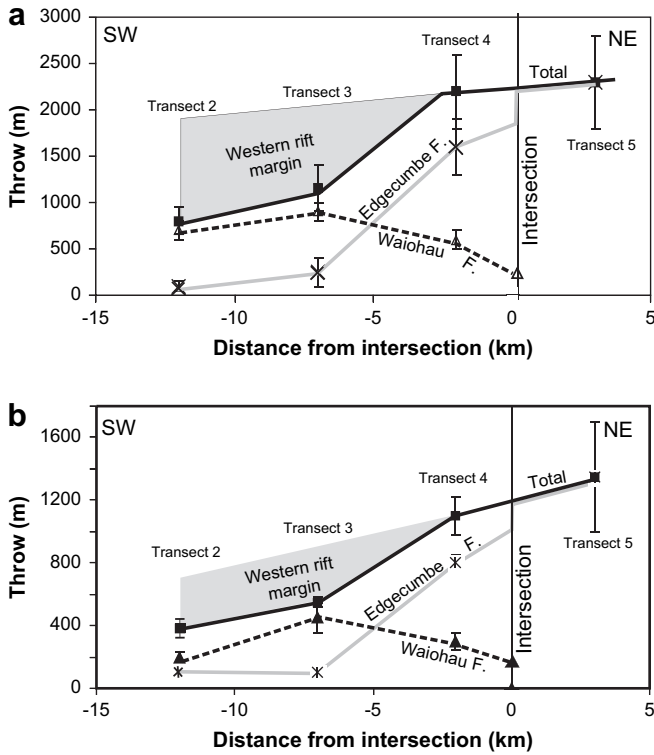 a
SW
NE
3000
2500
2000
1500
1000
500
0
Throw (m)
Transect 2
Transect 3
Transect 4
Transect 5
Total
Western rift
margin
Edgecumbe F.
Waiohau F.
Intersection
-15
-10
-5
0
5
Distance from intersection (km)
b
SW
NE
1600
1200
800
400
0
Throw (m)
Transect 2
Transect 3
Transect 4
Transect 5
Total
Western rift
margin
Edgecumbe F.
Waiohau F.
Intersection
-15
-10
-5
0
5
Distance from intersection (km)